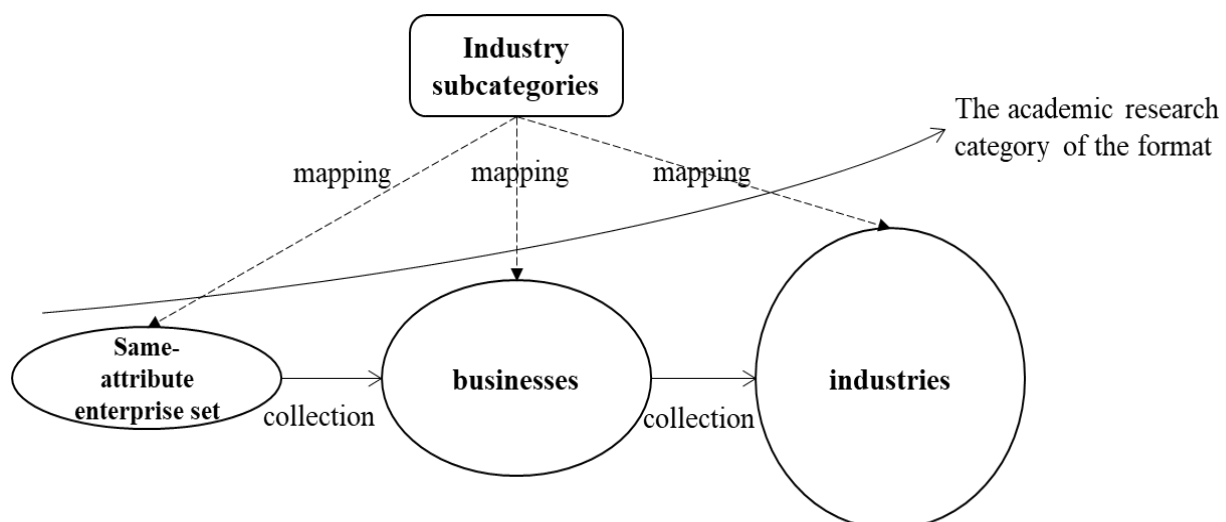 Industry
subcategories
The academic research
category of the format
mapping
mapping
mapping
Same-
attribute
enterprise set
businesses
industries
collection
collection